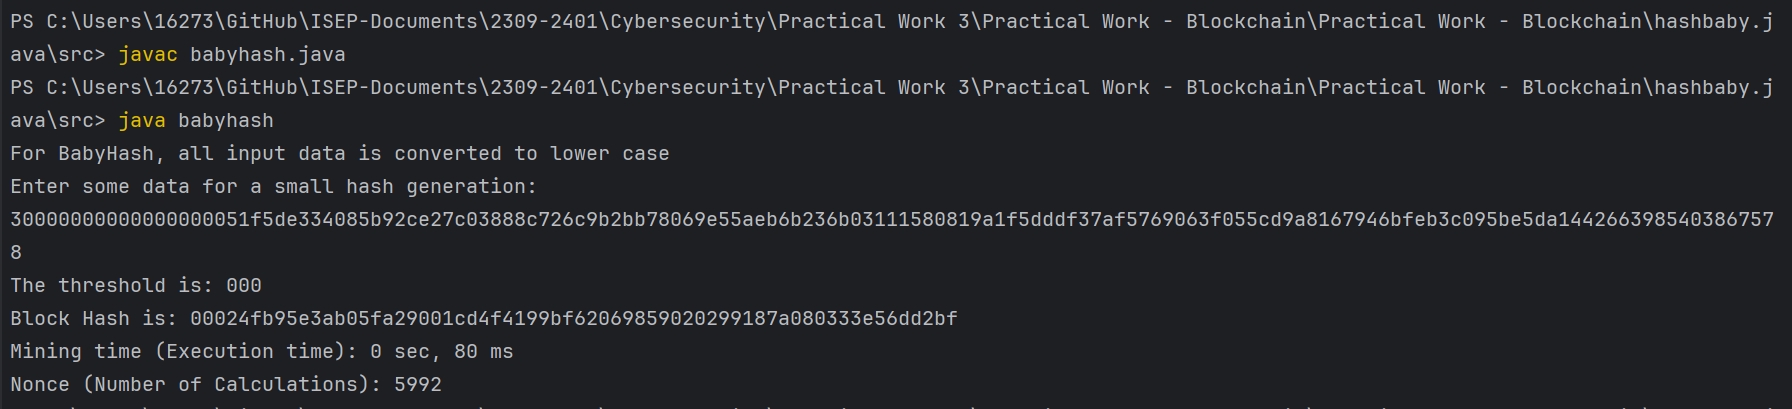 PS C:\Users\16273\GitHub\ISEP-Documents\2309-2401\Cybersecurity\Practical Work 3\Practical Work - Blockchain\Practical Work - Blockchain\hashbaby.j
ava\src> javac babyhash.java
PS C:\Users\16273\GitHub\ISEP-Documents\2309-2401\Cybersecurity\Practical Work 3\Practical Work - Blockchain\Practical Work - Blockchain\hashbaby.j
ava\src> java babyhash
For BabyHash, all input data is converted to lower case
Enter some data for a small hash generation:
30000000000000000051f5de334085b92ce27c03888c726c9b2bb78069e55aeb6b236b03111580819a1f5dddf37af5769063f055cd9a8167946bfeb3c095be5da144266398540386757
8
The threshold is: 000
Block Hash is: 00024fb95e3ab05fa29001cd4f4199bf62069859020299187a080333e56dd2bf
Mining time (Execution time): 0 sec, 80 ms
Nonce (Number of Calculations): 5992